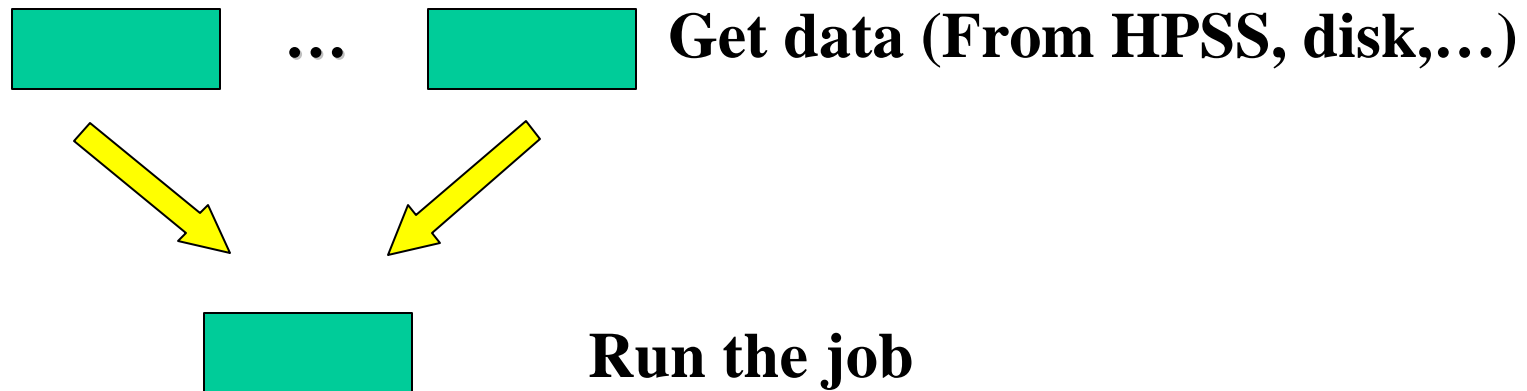 … Get data (From HPSS, disk,…)
Run the job